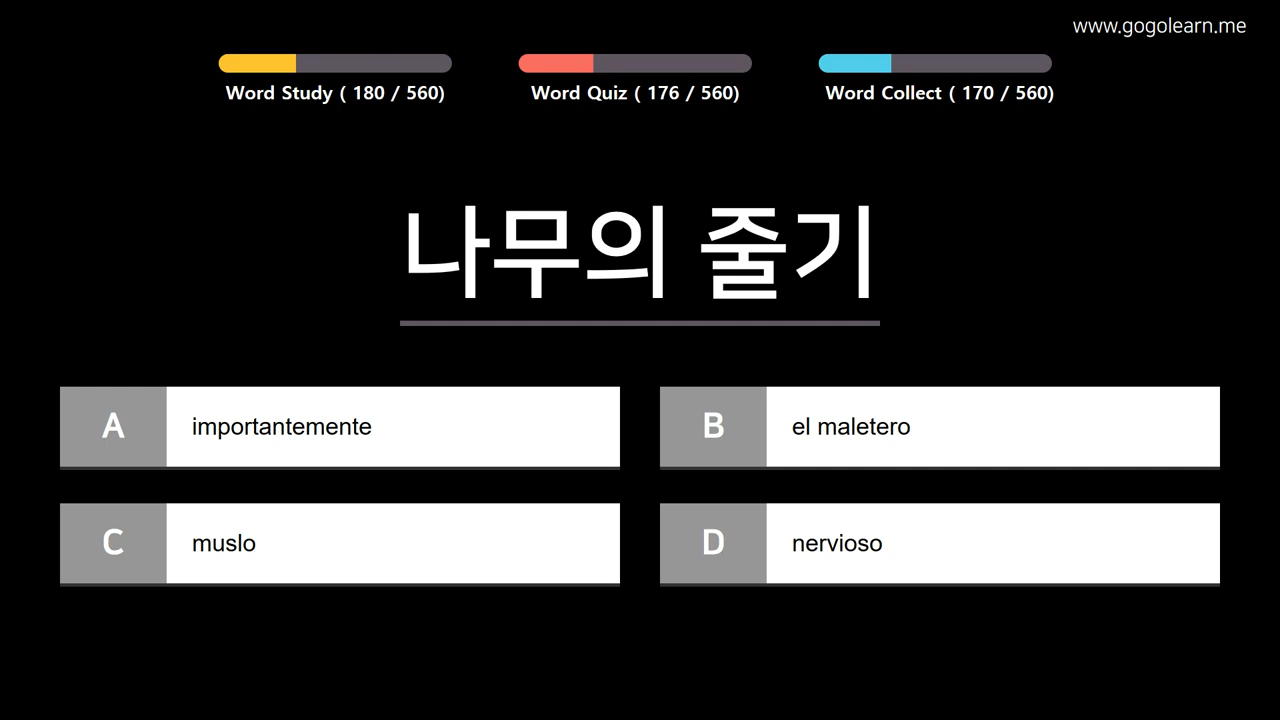 www.gogolearn.me
Word Study ( 180 / 560)
Word Quiz ( 176 / 560)
Word Collect ( 170 / 560)
나무의 줄기
A importantemente
B el maletero
C muslo
D nervioso